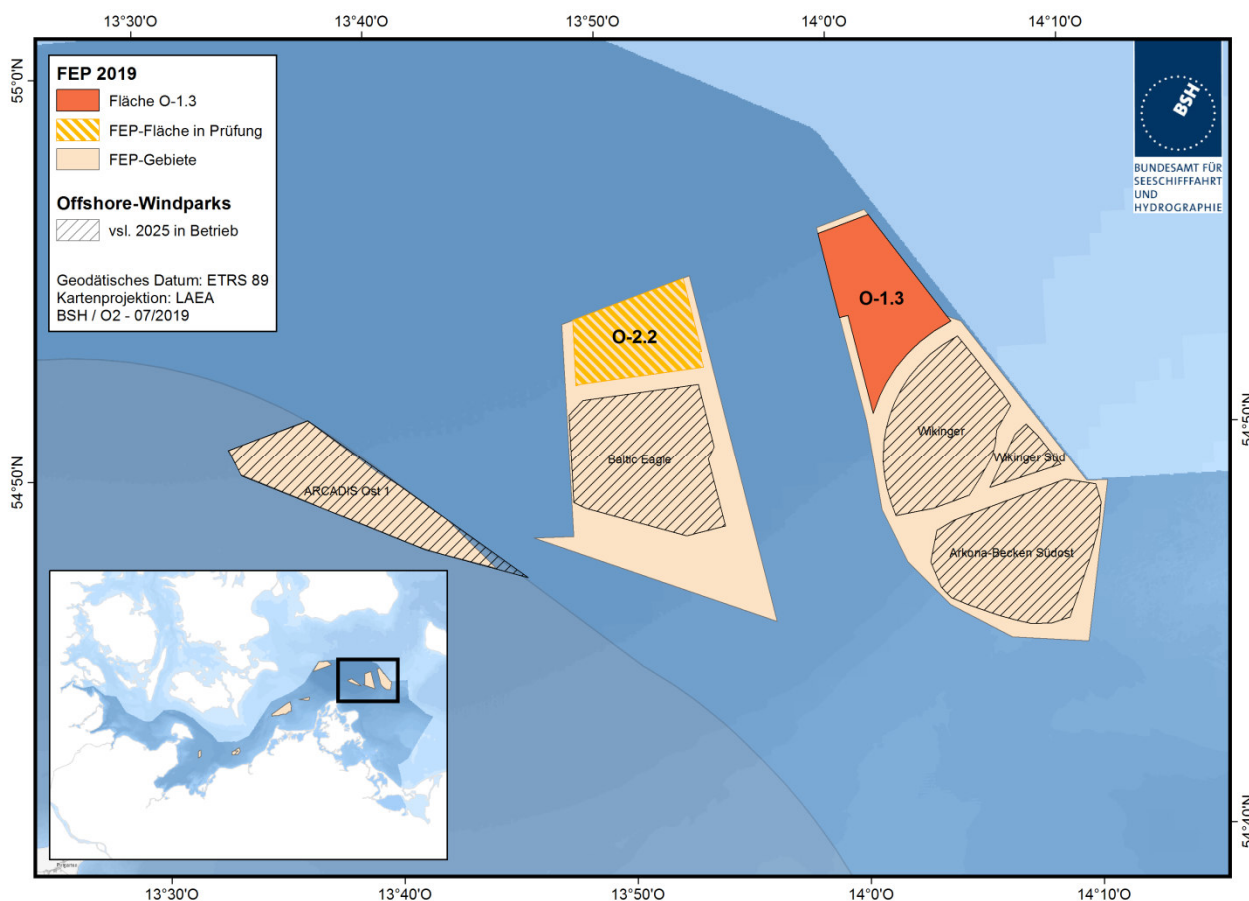 13°30'O 13°40'O 13°50'O 14°0'O 14°10'O
55°0'N
FEP 2019
Fläche O-1.3
FEP-Fläche in Prüfung
FEP-Gebiete
Offshore-Windparks
vsl. 2025 in Betrieb
Geodätisches Datum: ETRS 89
Kartenprojektion: LAEA
BSH / O2 - 07/2019
BSH
BUNDESAMT FÜR
SEESCHIFFFAHRT
UND
HYDROGRAPHIE
O-1.3
O-2.2
54°50'N
Wikinger
Wikinger Süd
Baltic Eagle
54°50'N
ARCADIS Ost 1
Arkona-Becken Südost
54°40'N
13°30'O 13°40'O 13°50'O 14°0'O 14°10'O